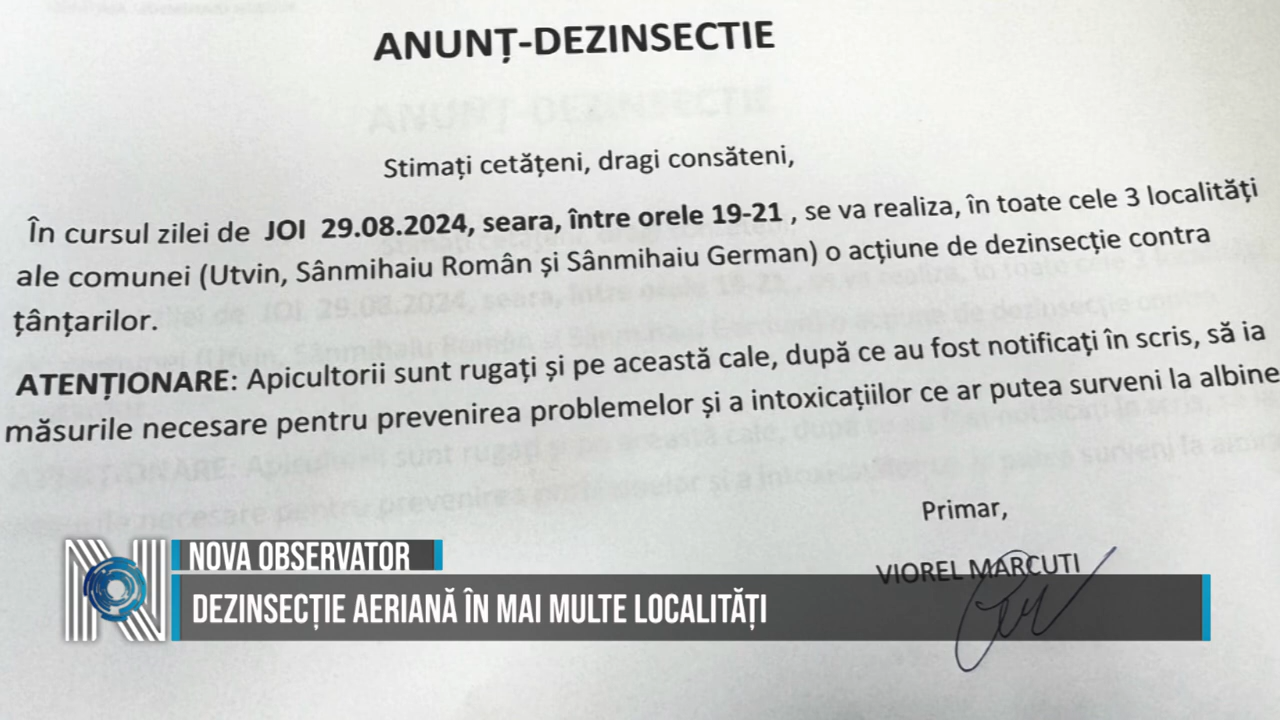 ANUNȚ-DEZINSECTIE
Stimați cetățeni, dragi consăteni,
În cursul zilei de JOI 29.08.2024, seara, între orele 19-21 , se va realiza, în toate cele 3 localități
ale comunei (Utvin, Sânmihaiu Român și Sânmihaiu German) o acțiune de dezinsecție contra
țânțarilor.
ATENȚIONARE: Apicultorii sunt rugați și pe această cale, după ce au fost notificați în scris, să ia
măsurile necesare pentru prevenirea problemelor și a intoxicațiilor ce ar putea surveni la albine
Primar,
VIOREL MARCUTI
NOVA OBSERVATOR
DEZINSECȚIE AERIANĂ ÎN MAI MULTE LOCALITĂȚI